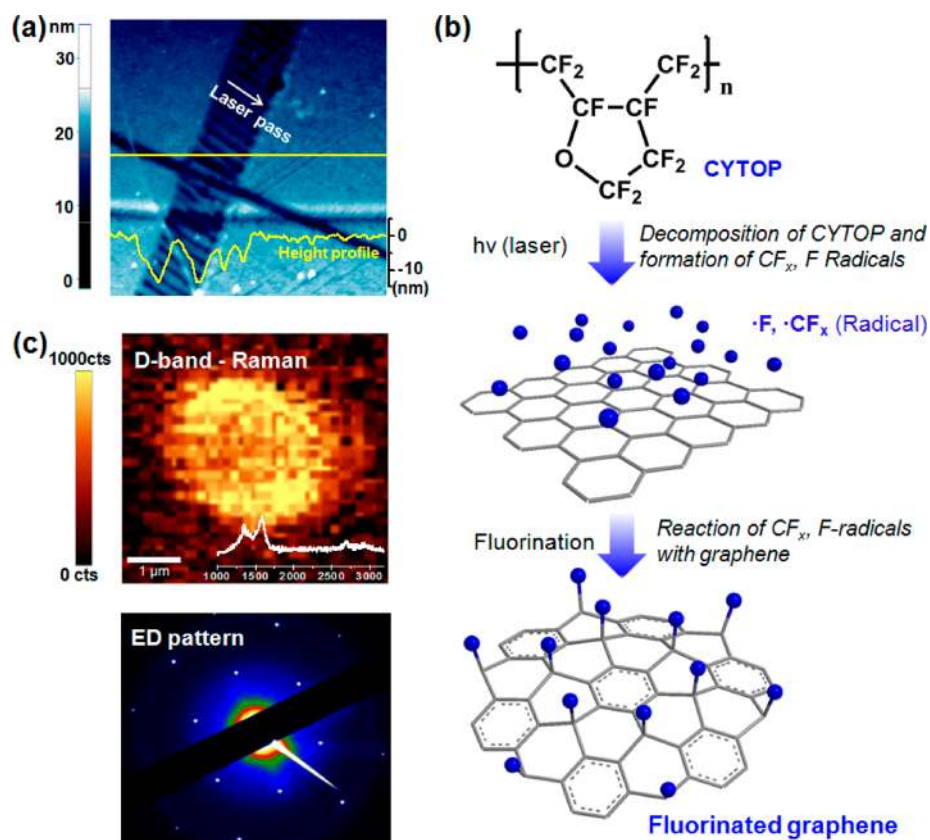 (a)
nm
30
20
10
0
Laser pass
Height profile
0
-10
(nm)
(b)
CF2
CF2
n
CF
CF
O
CF2
CF2
CYTOP
hν (laser)
Decomposition of CYTOP and
formation of CFx, F Radicals
·F, ·CFx (Radical)
Fluorination
Reaction of CFx, F-radicals
with graphene
Fluorinated graphene
(c)
1000cts
0 cts
D-band - Raman
1 μm
1000 1500 2000 2500 3000
ED pattern